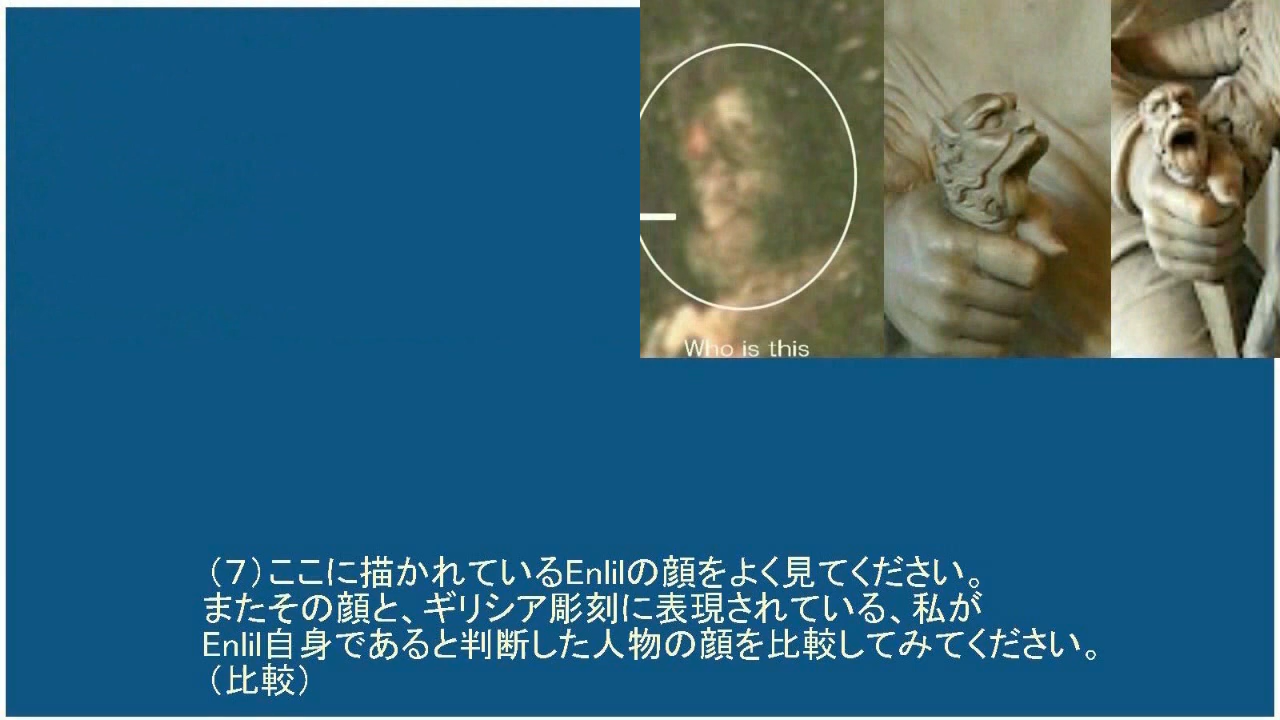 Who is this
（７）ここに描かれているEnlilの顔をよく見てください。
またその顔と、ギリシア彫刻に表現されている、私が
Enlil自身であると判断した人物の顔を比較してみてください。
（比較）